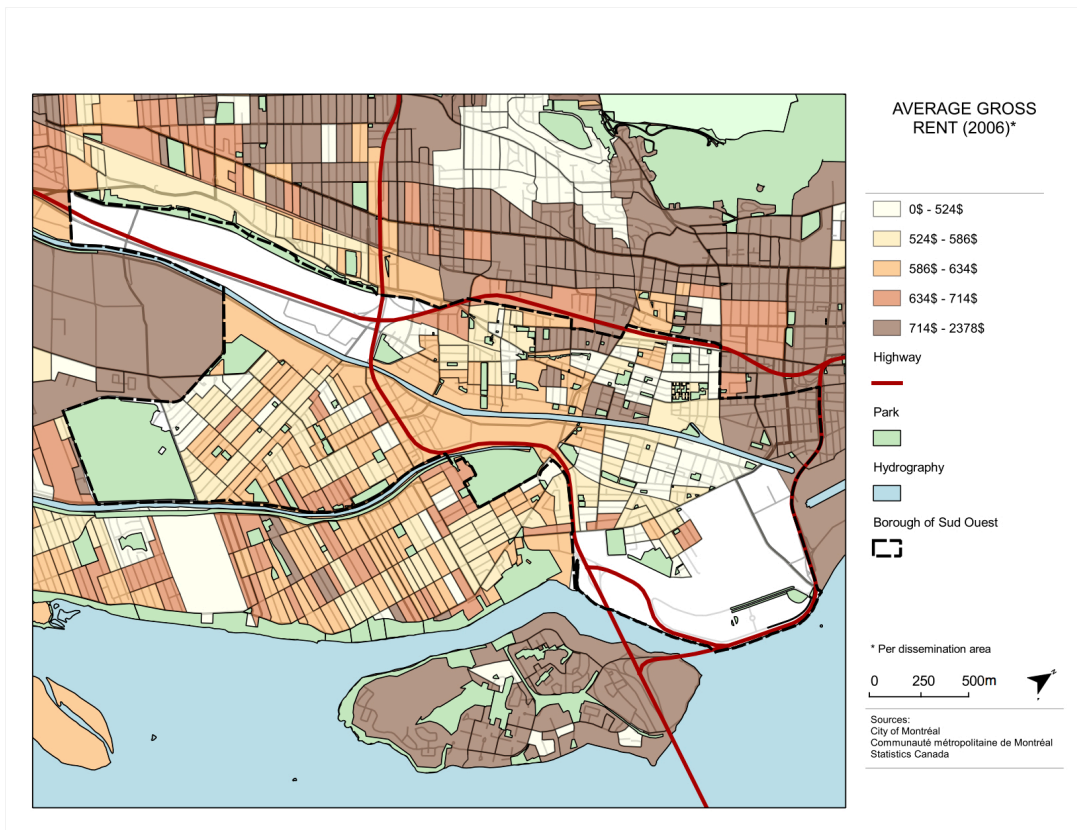 AVERAGE GROSS
RENT (2006)*
0$ - 524$
524$ - 586$
586$ - 634$
634$ - 714$
714$ - 2378$
Highway
Park
Hydrography
Borough of Sud Ouest
* Per dissemination area
0 250 500m
N
Sources:
City of Montréal
Communauté métropolitaine de Montréal
Statistics Canada